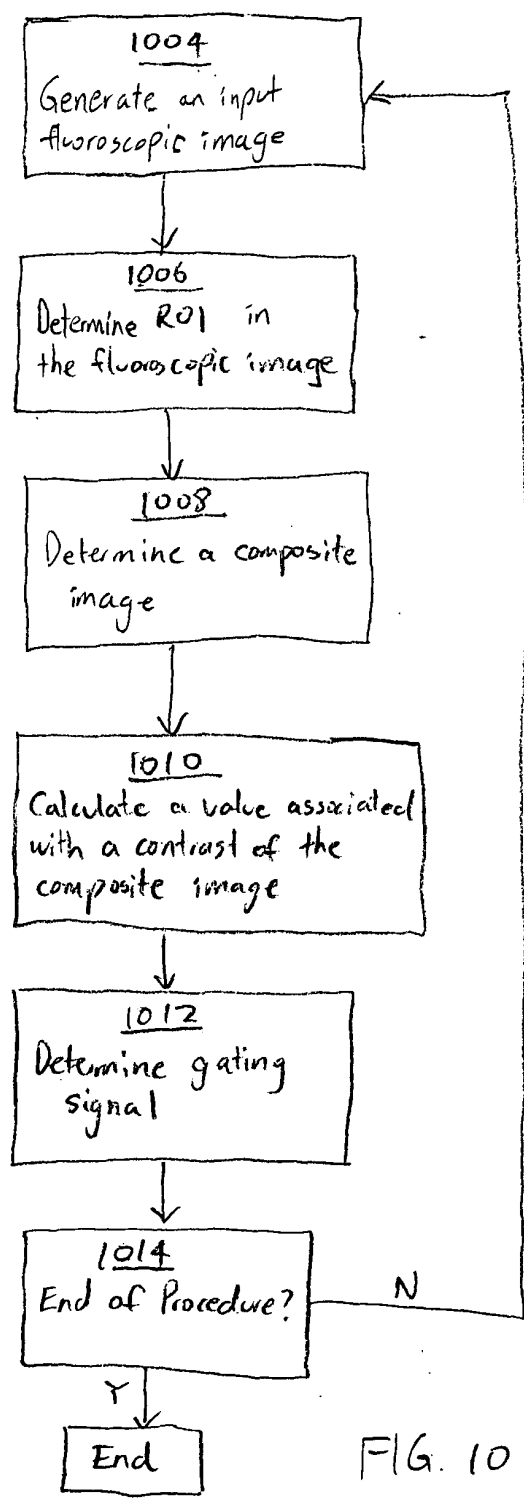 1004
Generate an input
fluoroscopic image
1006
Determine ROI in
the fluoroscopic image
1008
Determine a composite
image
1010
Calculate a value associated
with a contrast of the
composite image
1012
Determine gating
signal
1014
End of Procedure?
N
Y
End
FIG. 10